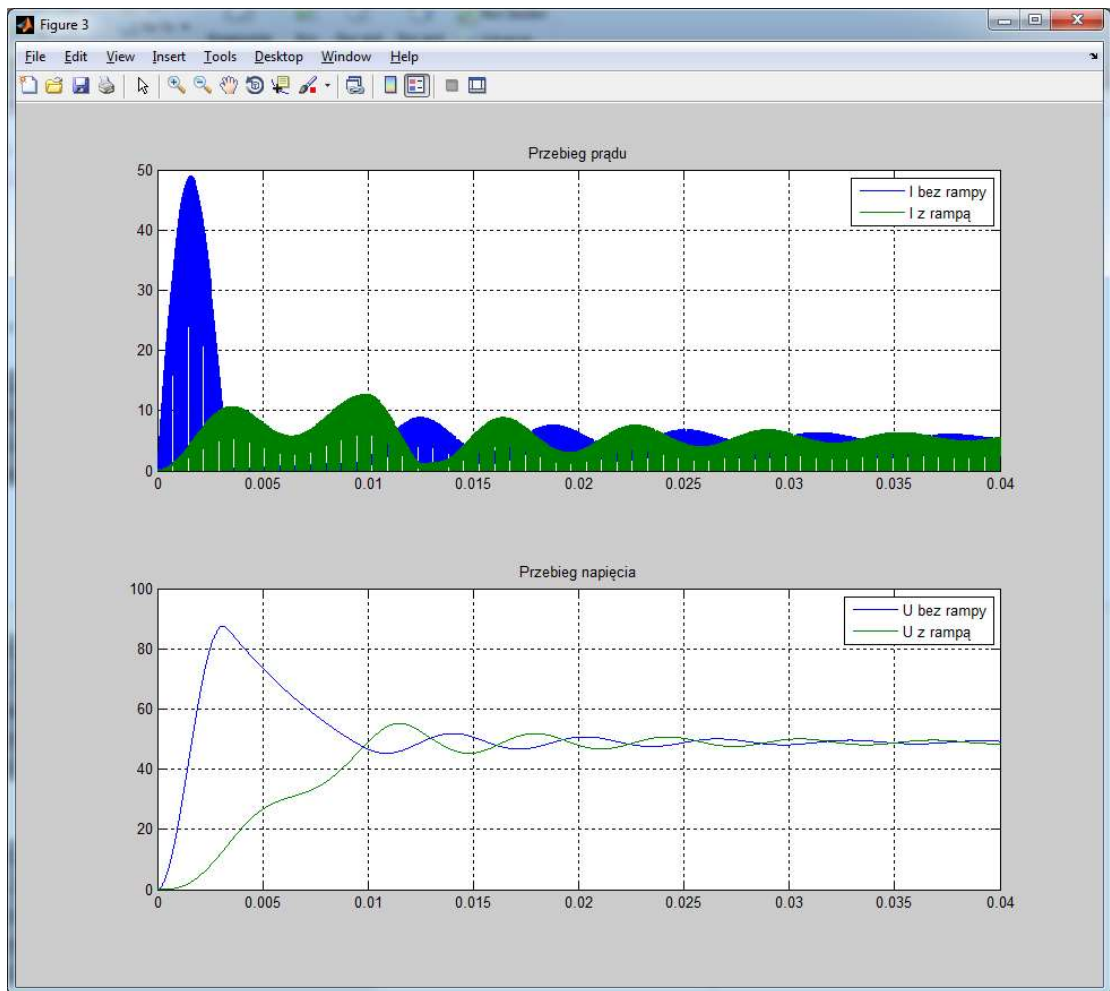 Figure 3
File Edit View Insert Tools Desktop Window Help
Przebieg prądu
50
40
30
20
10
0
I bez rampy
I z rampą
0 0.005 0.01 0.015 0.02 0.025 0.03 0.035 0.04
Przebieg napięcia
100
80
60
40
20
0
U bez rampy
U z rampą
0 0.005 0.01 0.015 0.02 0.025 0.03 0.035 0.04